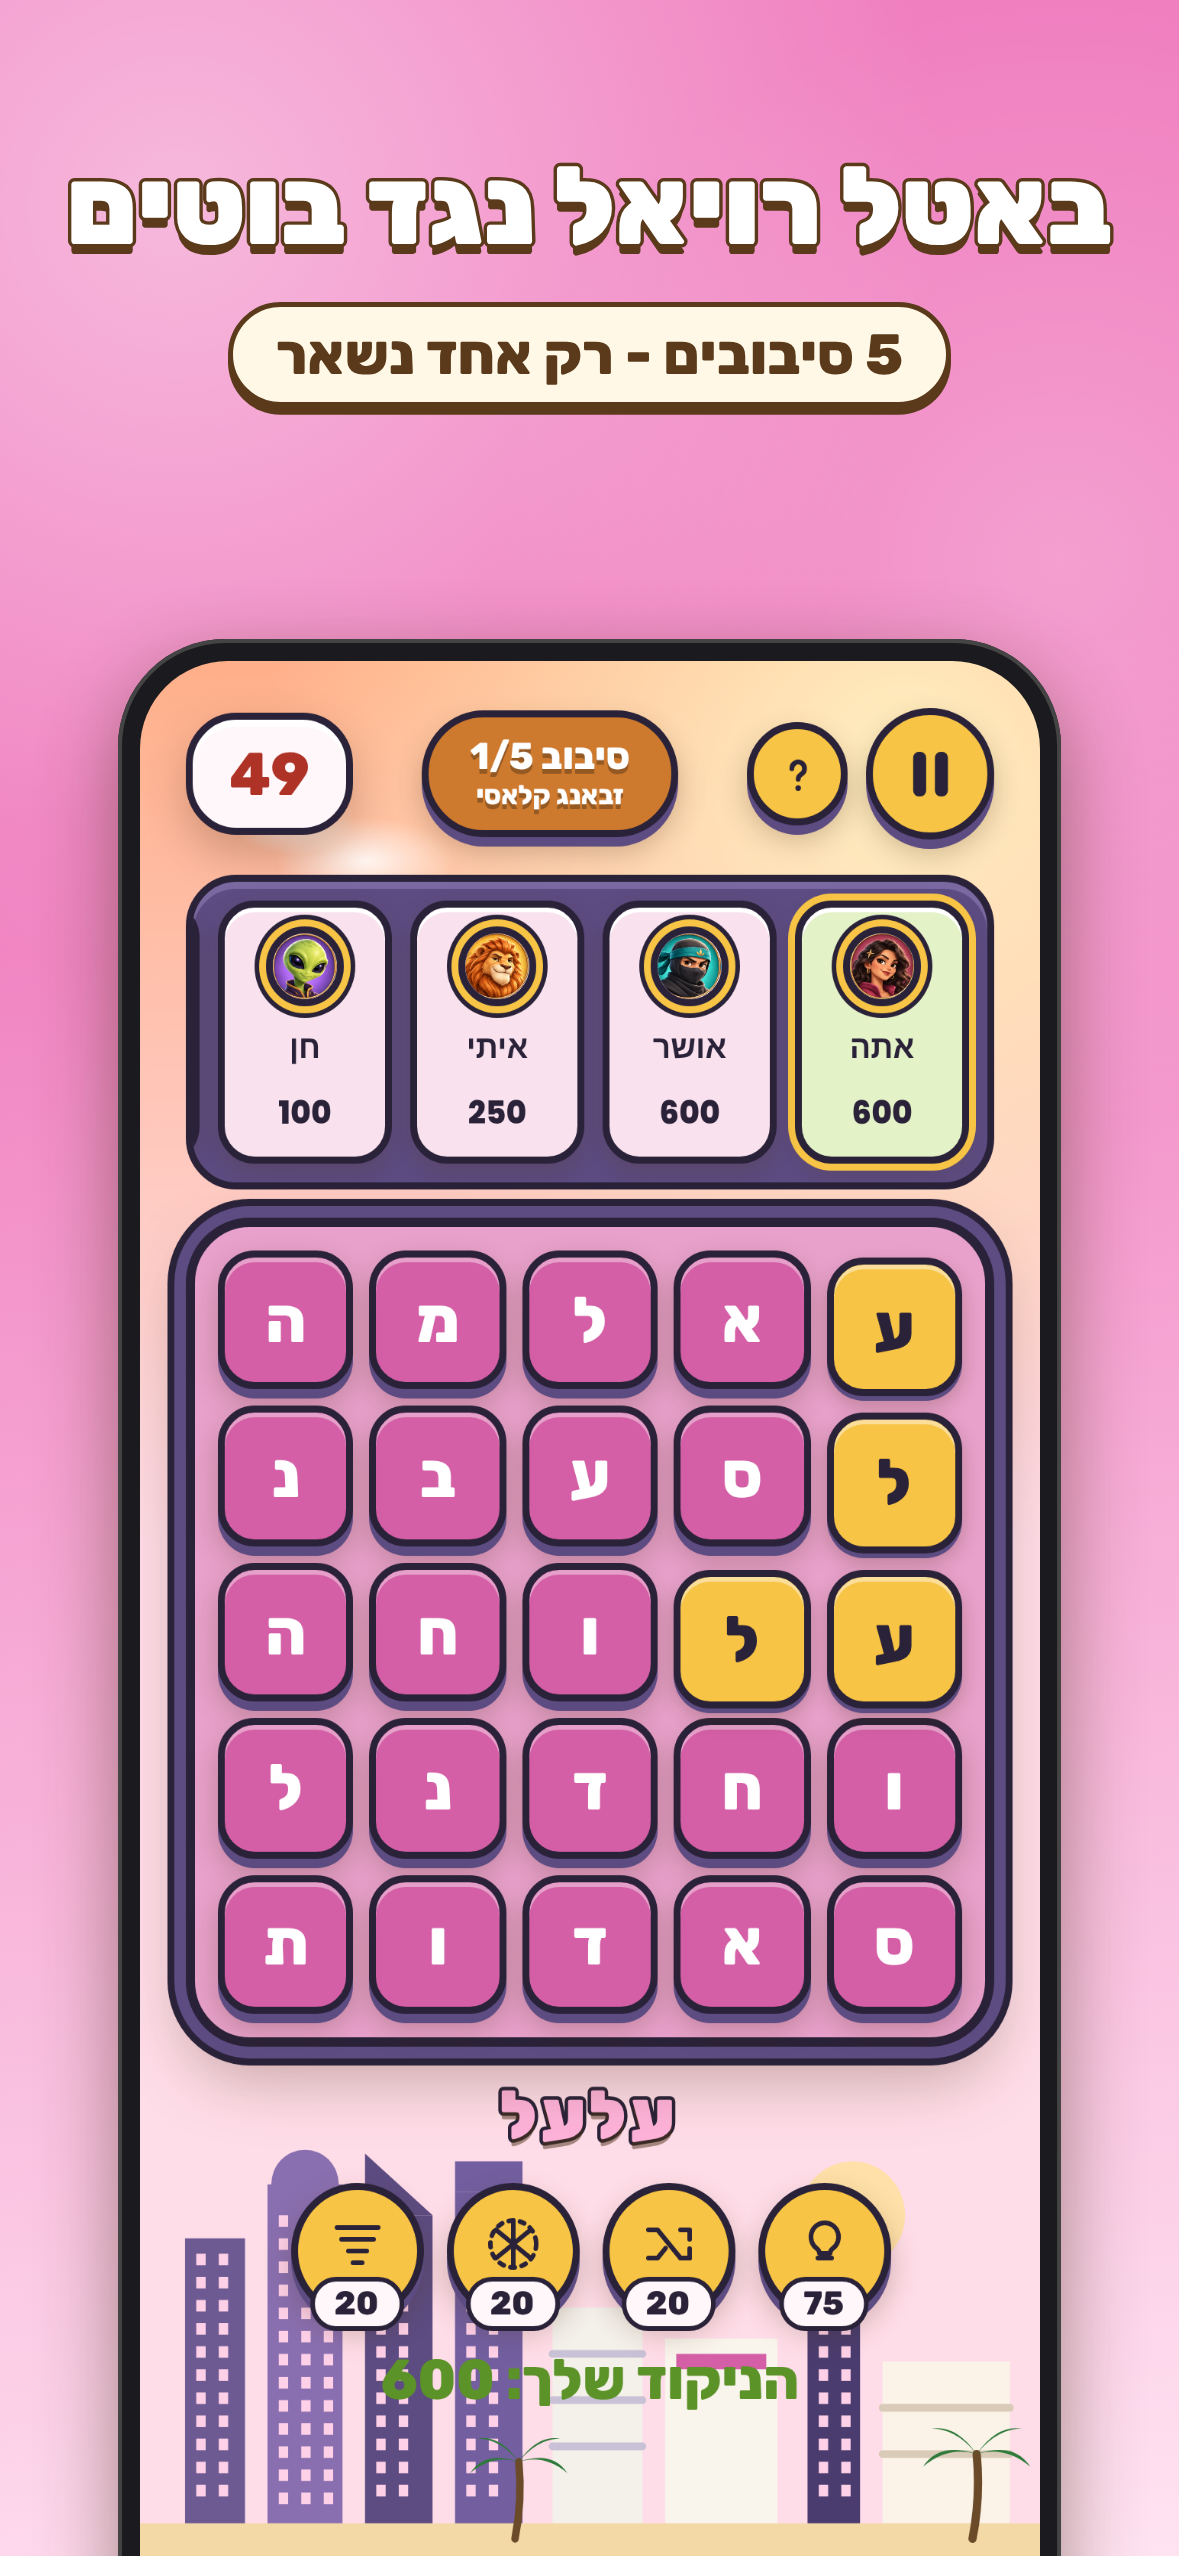 באטל רויאל נגד בוטים
5 סיבובים - רק אחד נשאר
? סיבוב 1/5 49
זבאנג קלאסי
אתה אושר איתי חן
600 600 250 100
ע א ל מ ה
ל ס ע ב נ
ע ל ו ח ה
ו ח ד נ ל
ס א ד ו ת
עלעל
75 20 20 20
הניקוד שלך: 600